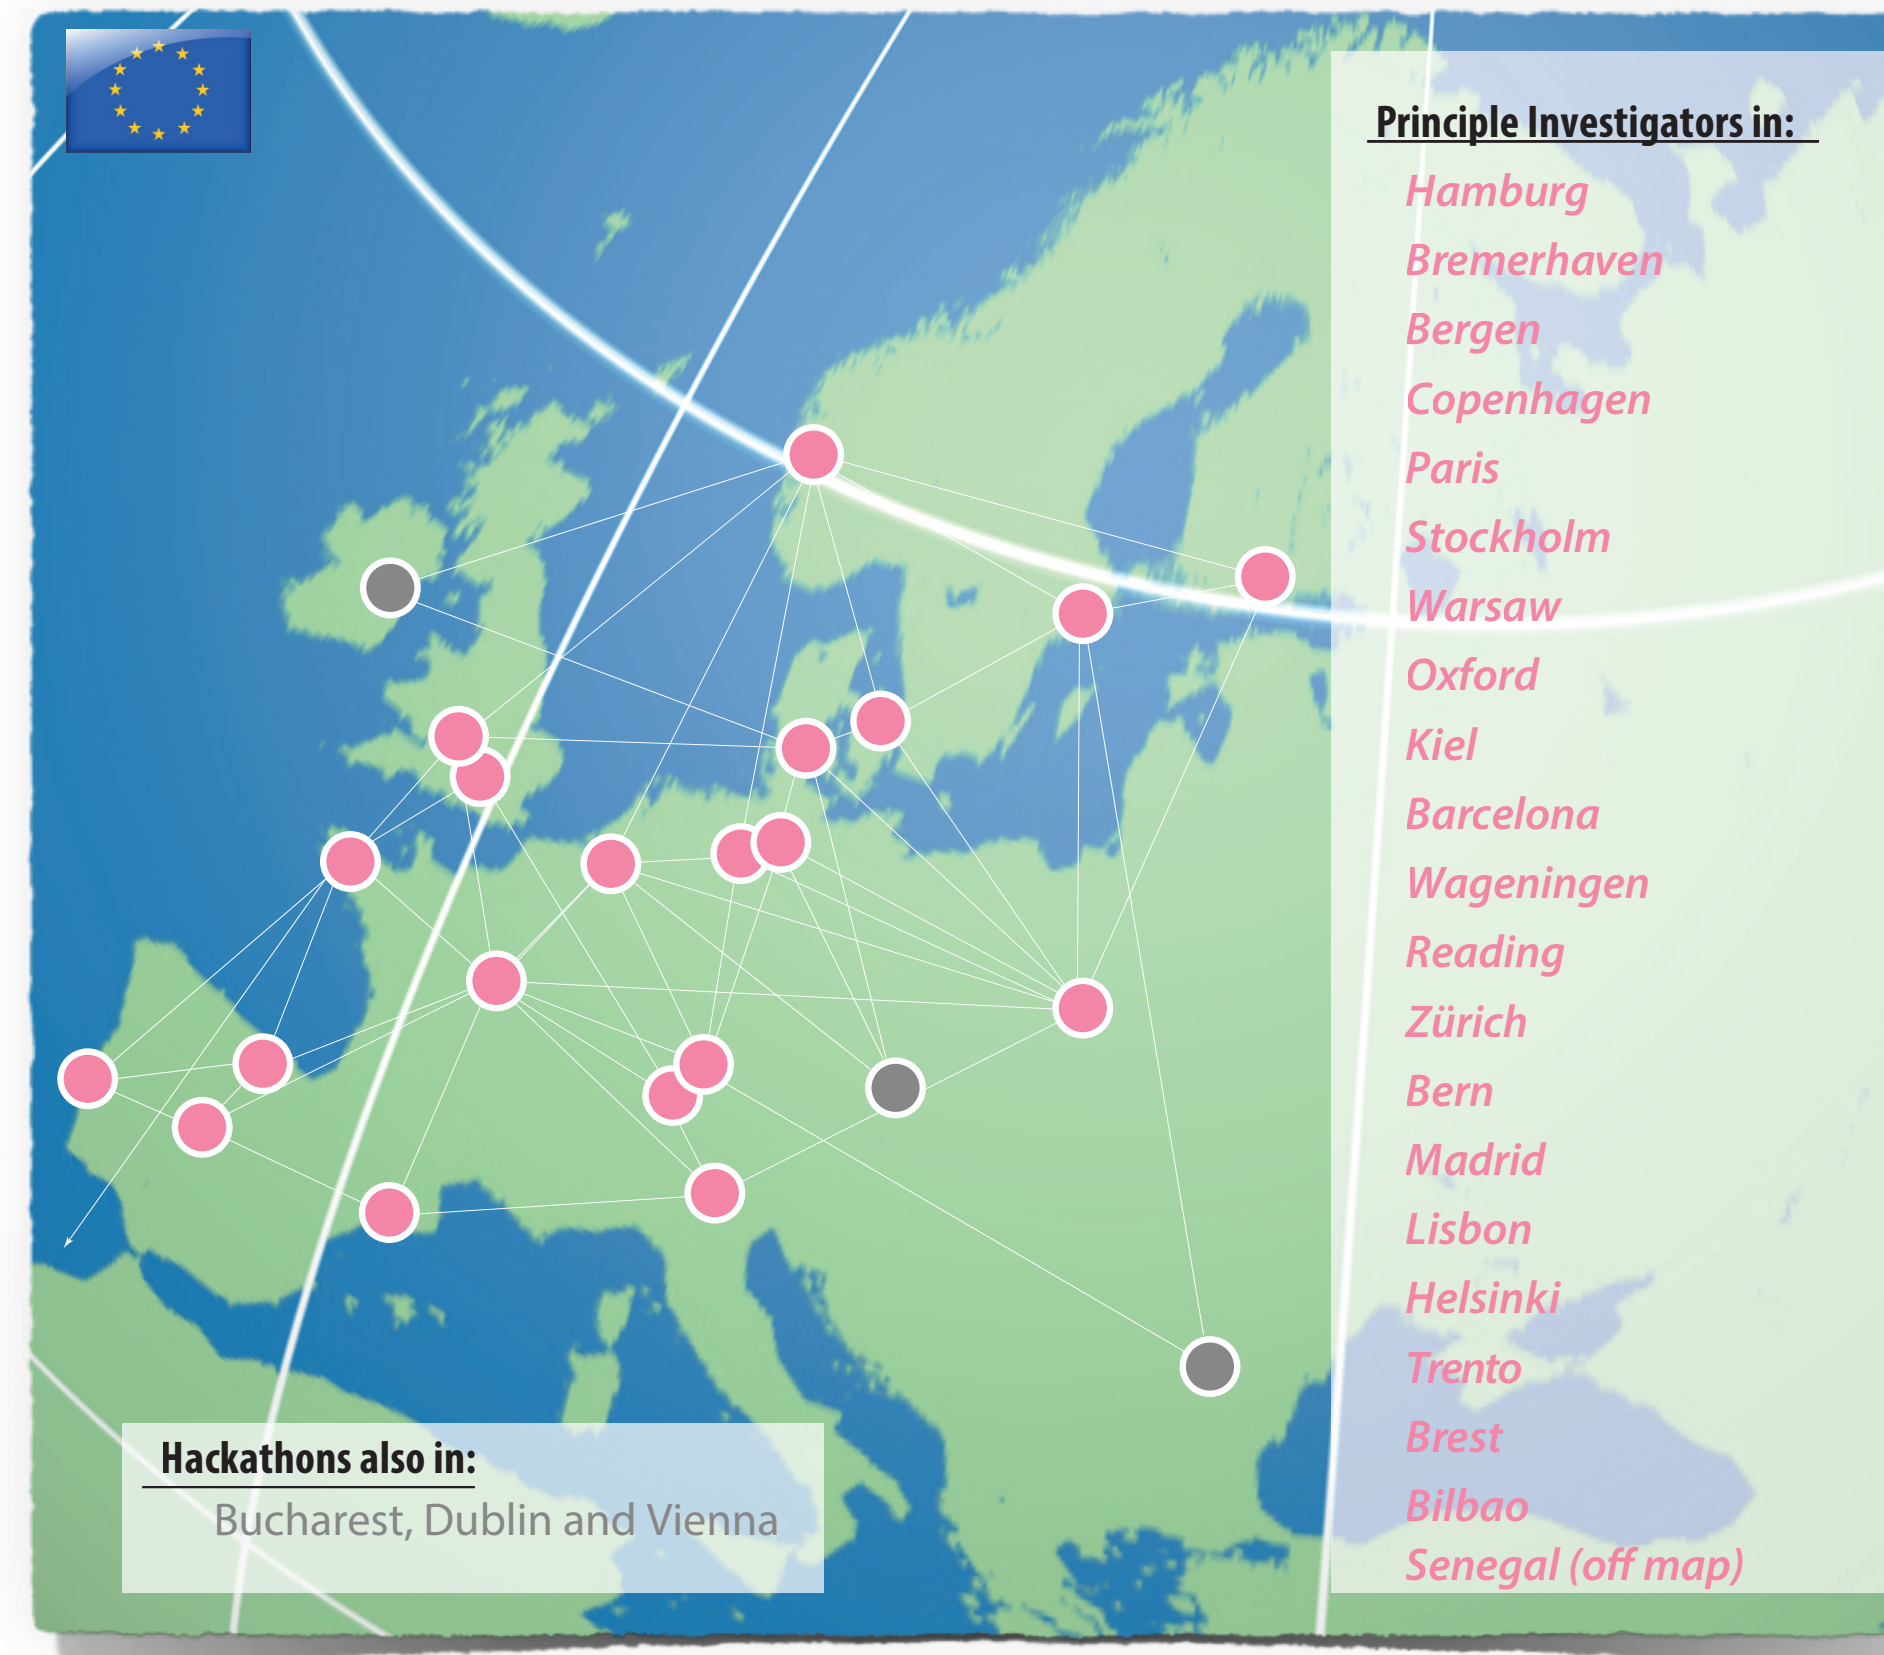 Principle Investigators in:
Hamburg
Bremerhaven
Bergen
Copenhagen
Paris
Stockholm
Warsaw
Oxford
Kiel
Barcelona
Wageningen
Reading
Zürich
Bern
Madrid
Lisbon
Helsinki
Trento
Brest
Bilbao
Senegal (off map)
Hackathons also in:
Bucharest, Dublin and Vienna